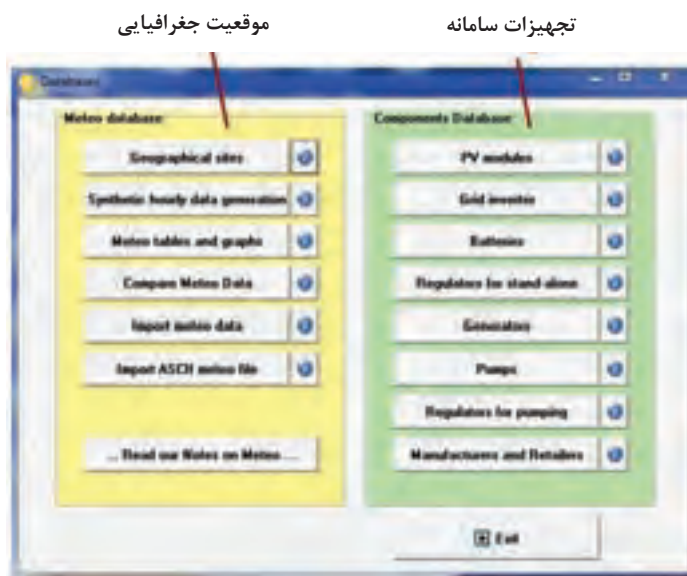 موقعیت جغرافیایی
تجهیزات سامانه
Databases
Meteo database
Geographical sites
Synthetic hourly data generation
Meteo tables and graphs
Compare Meteo Data
Import meteo data
Import ASCII meteo file
... Read our Notes on Meteo ...
Components Database
PV modules
Grid inverter
Batteries
Regulators for stand-alone
Generators
Pumps
Regulators for pumping
Manufacturers and Retailers
Exit